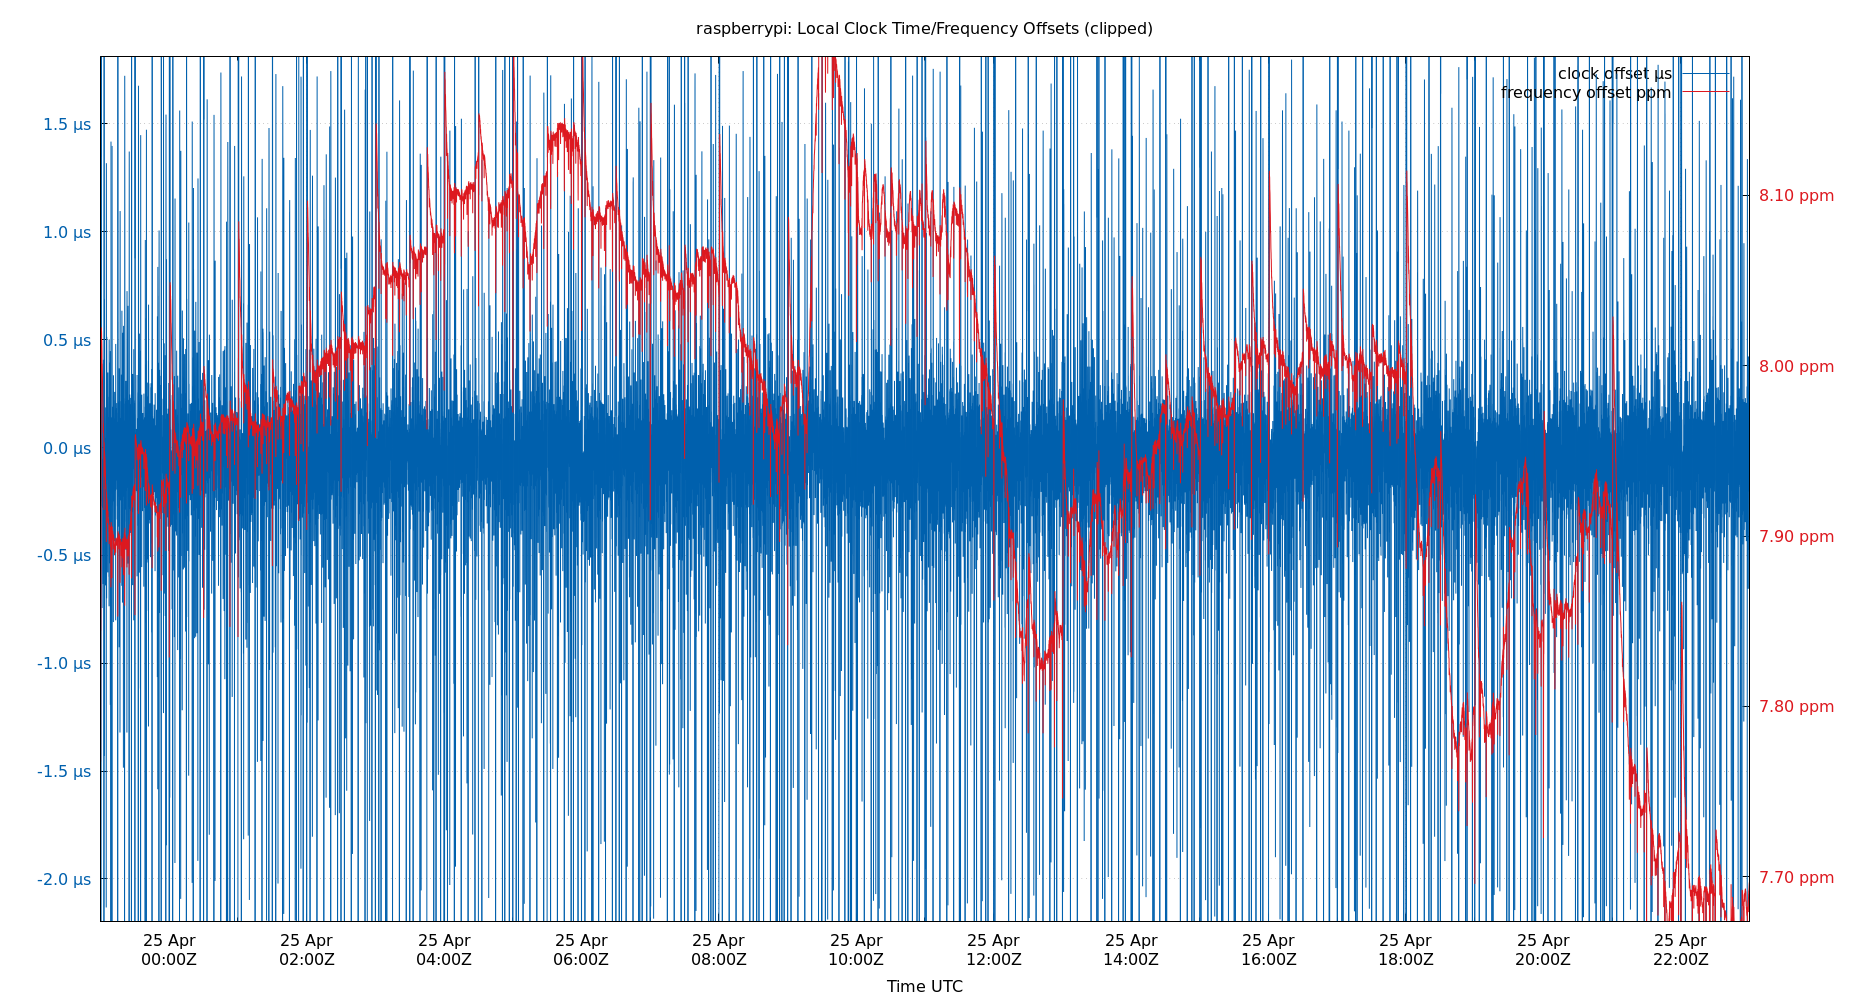 raspberrypi: Local Clock Time/Frequency Offsets (clipped)
clock offset µs
frequency offset ppm
1.5 µs
1.0 µs
0.5 µs
0.0 µs
-0.5 µs
-1.0 µs
-1.5 µs
-2.0 µs
8.10 ppm
8.00 ppm
7.90 ppm
7.80 ppm
7.70 ppm
25 Apr 25 Apr 25 Apr 25 Apr 25 Apr 25 Apr 25 Apr 25 Apr 25 Apr 25 Apr 25 Apr 25 Apr
00:00Z 02:00Z 04:00Z 06:00Z 08:00Z 10:00Z 12:00Z 14:00Z 16:00Z 18:00Z 20:00Z 22:00Z
Time UTC